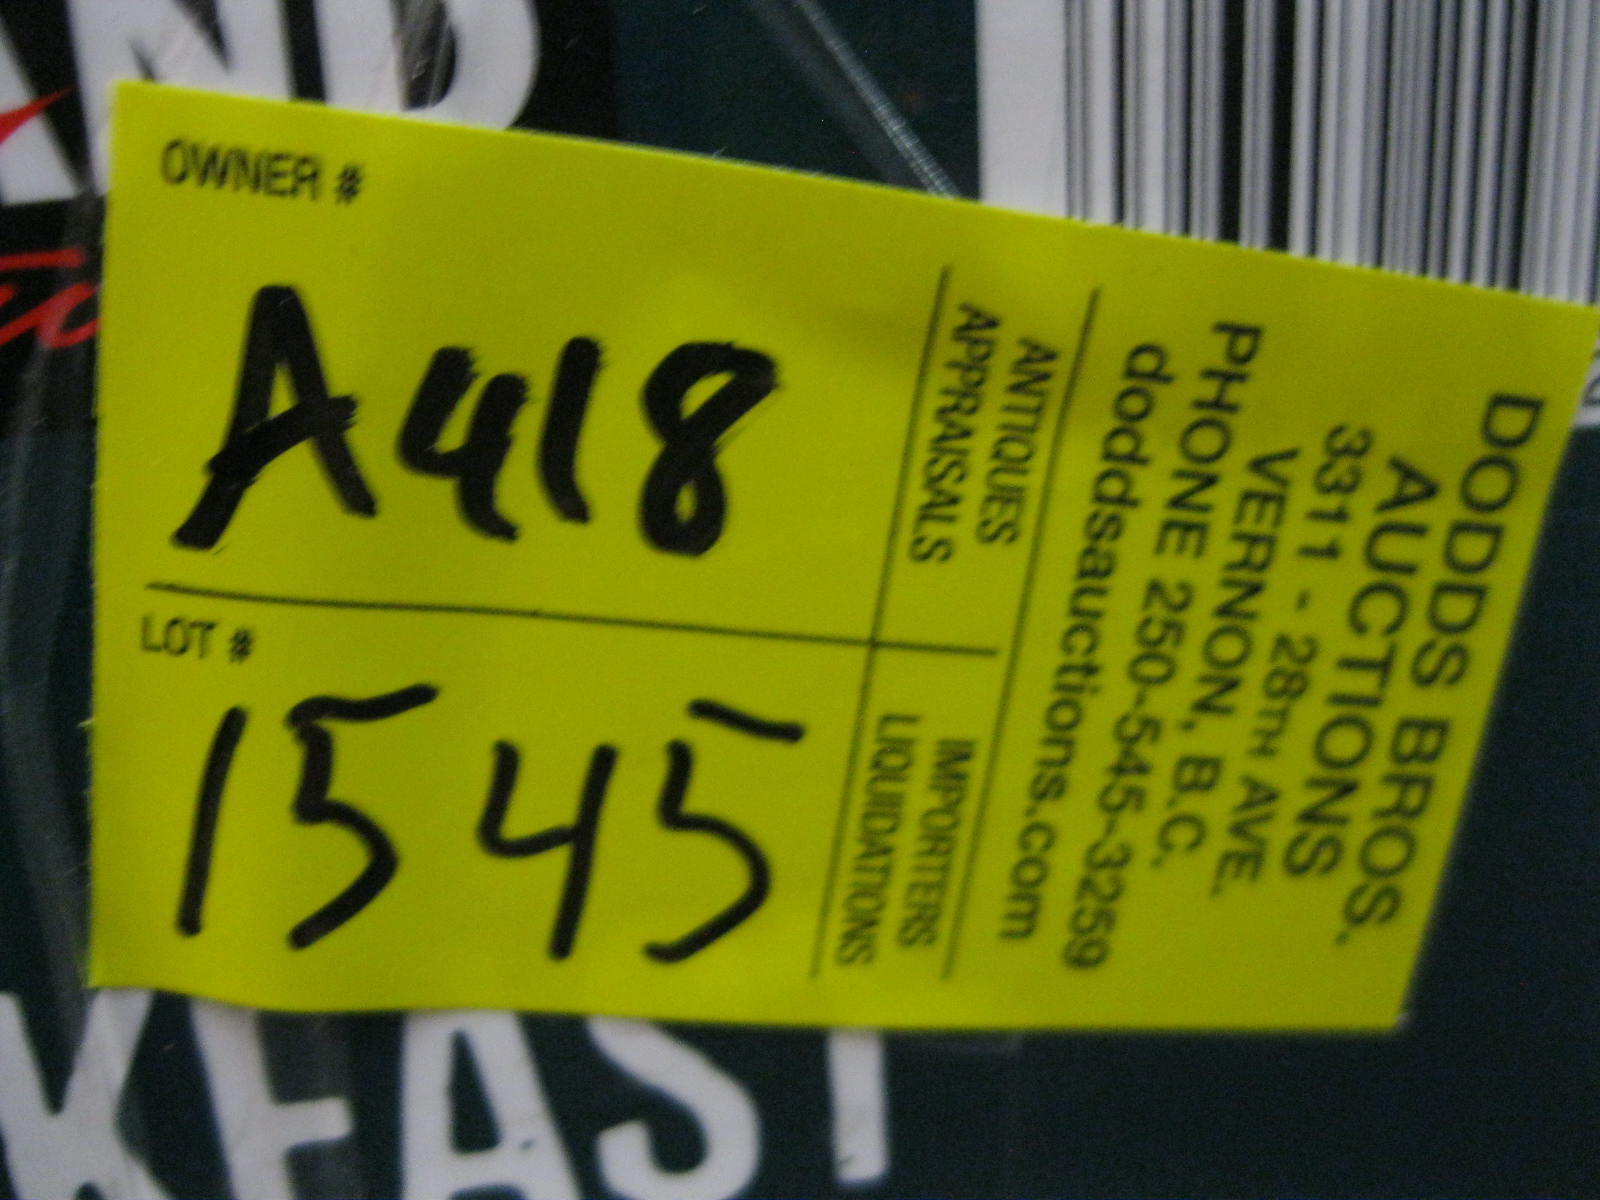 OWNER #
A418
LOT #
1545
ANTIQUES
APPRAISALS
IMPORTERS
LIQUIDATIONS
DODDS BROS.
AUCTIONS
3311 - 28TH AVE.
VERNON, B.C.
PHONE 250-545-3259
doddsauctions.com
KFAST